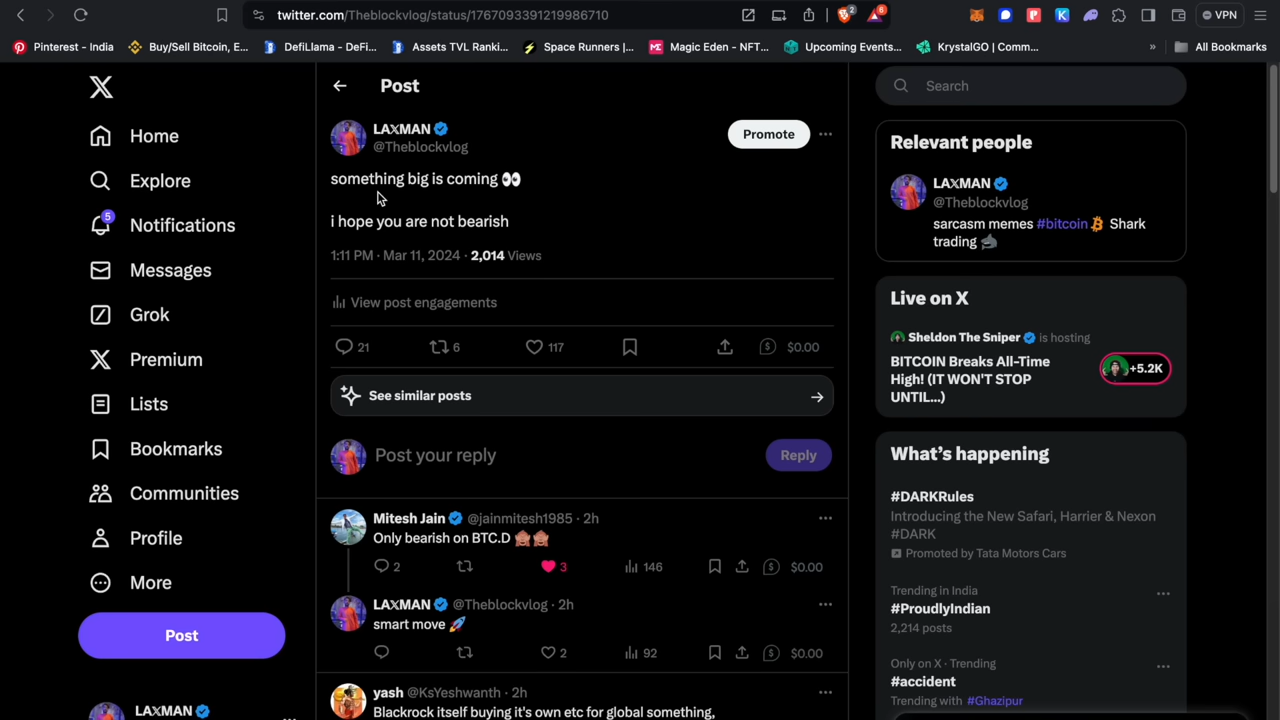 twitter.com/Theblockvlog/status/1767093391219986710
2
6
VPN
Pinterest - India
Buy/Sell Bitcoin, E...
DefiLlama - DeFi...
Assets TVL Ranki...
Space Runners |...
Magic Eden - NFT...
Upcoming Events...
KrystalGO | Comm...
»
All Bookmarks
Home
Explore
5
Notifications
Messages
Grok
Premium
Lists
Bookmarks
Communities
Profile
More
Post
LAXMAN
Post
LAXMAN
@Theblockvlog
Promote
something big is coming 👀
i hope you are not bearish
1:11 PM · Mar 11, 2024 · 2,014 Views
View post engagements
21
6
117
$0.00
See similar posts
Post your reply
Reply
Mitesh Jain @jainmitesh1985 · 2h
Only bearish on BTC.D 🙈🙈
2
3
146
$0.00
LAXMAN @Theblockvlog · 2h
smart move 🚀
2
92
$0.00
yash @KsYeshwanth · 2h
Blackrock itself buying it's own etc for global something,
Search
Relevant people
LAXMAN
@Theblockvlog
sarcasm memes #bitcoin Shark
trading 🦈
Live on X
Sheldon The Sniper is hosting
BITCOIN Breaks All-Time
High! (IT WON'T STOP
UNTIL...)
+5.2K
What's happening
#DARKRules
Introducing the New Safari, Harrier & Nexon
#DARK
Promoted by Tata Motors Cars
Trending in India
#ProudlyIndian
2,214 posts
Only on X · Trending
#accident
Trending with #Ghazipur